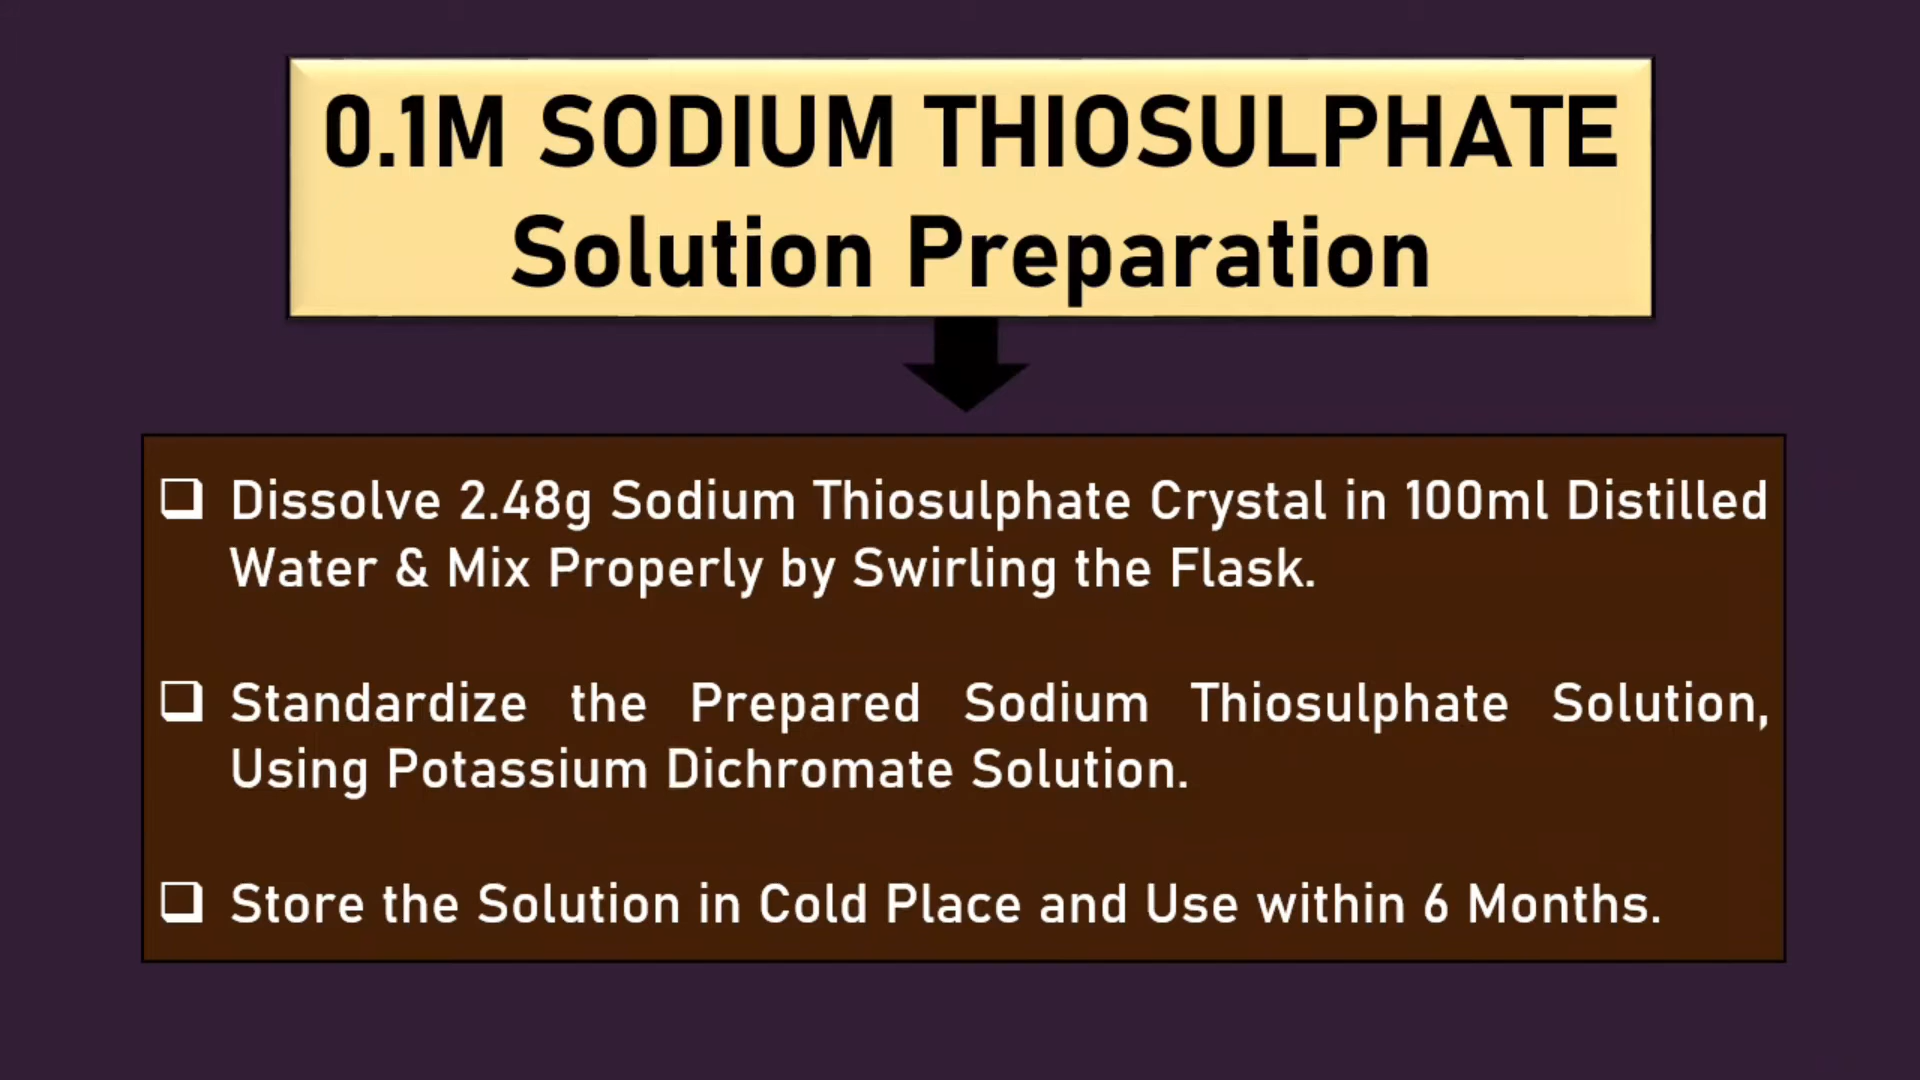 0.1M SODIUM THIOSULPHATE
Solution Preparation
Dissolve 2.48g Sodium Thiosulphate Crystal in 100ml Distilled
Water & Mix Properly by Swirling the Flask.
Standardize the Prepared Sodium Thiosulphate Solution,
Using Potassium Dichromate Solution.
Store the Solution in Cold Place and Use within 6 Months.